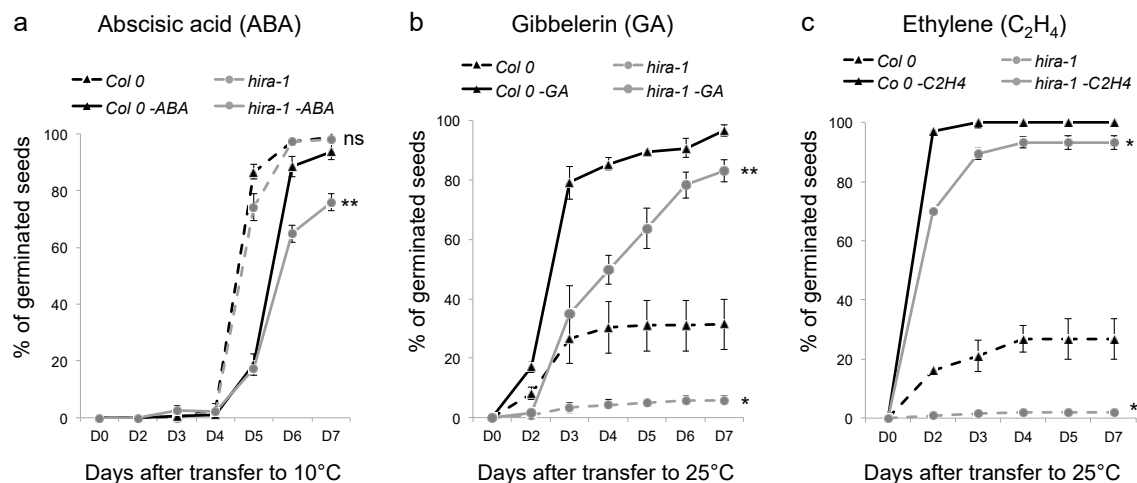 a Abscisic acid (ABA)
Col 0 hira-1
Col 0 -ABA hira-1 -ABA
% of germinated seeds
100
80
60
40
20
0
ns
**
D0 D2 D3 D4 D5 D6 D7
Days after transfer to 10°C
b Gibbelerin (GA)
Col 0 hira-1
Col 0 -GA hira-1 -GA
% of germinated seeds
100
80
60
40
20
0
**
*
D0 D2 D3 D4 D5 D6 D7
Days after transfer to 25°C
c Ethylene (C₂H₄)
Col 0 hira-1
Co 0 -C2H4 hira-1 -C2H4
% of germinated seeds
100
80
60
40
20
0
*
*
D0 D2 D3 D4 D5 D6 D7
Days after transfer to 25°C